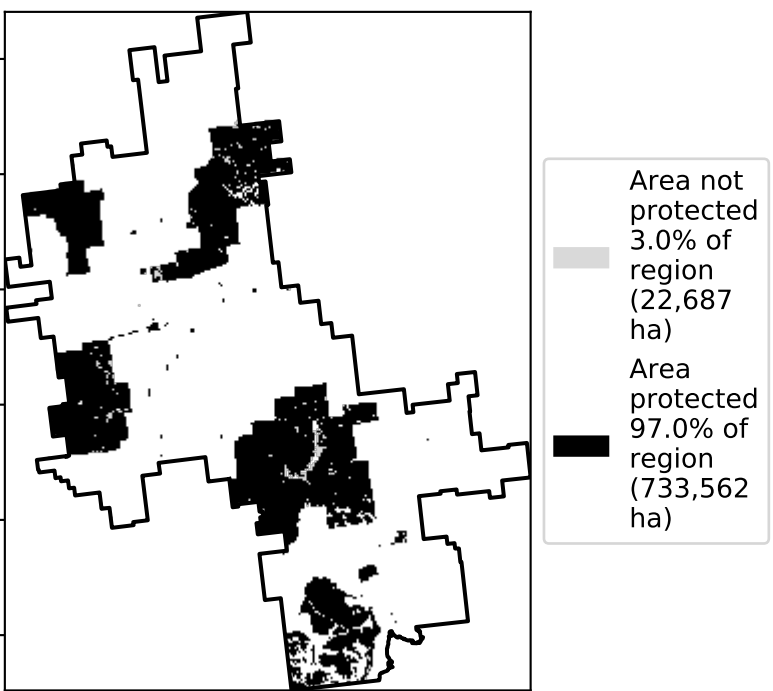 Area not
protected
3.0% of
region
(22,687
ha)
Area
protected
97.0% of
region
(733,562
ha)